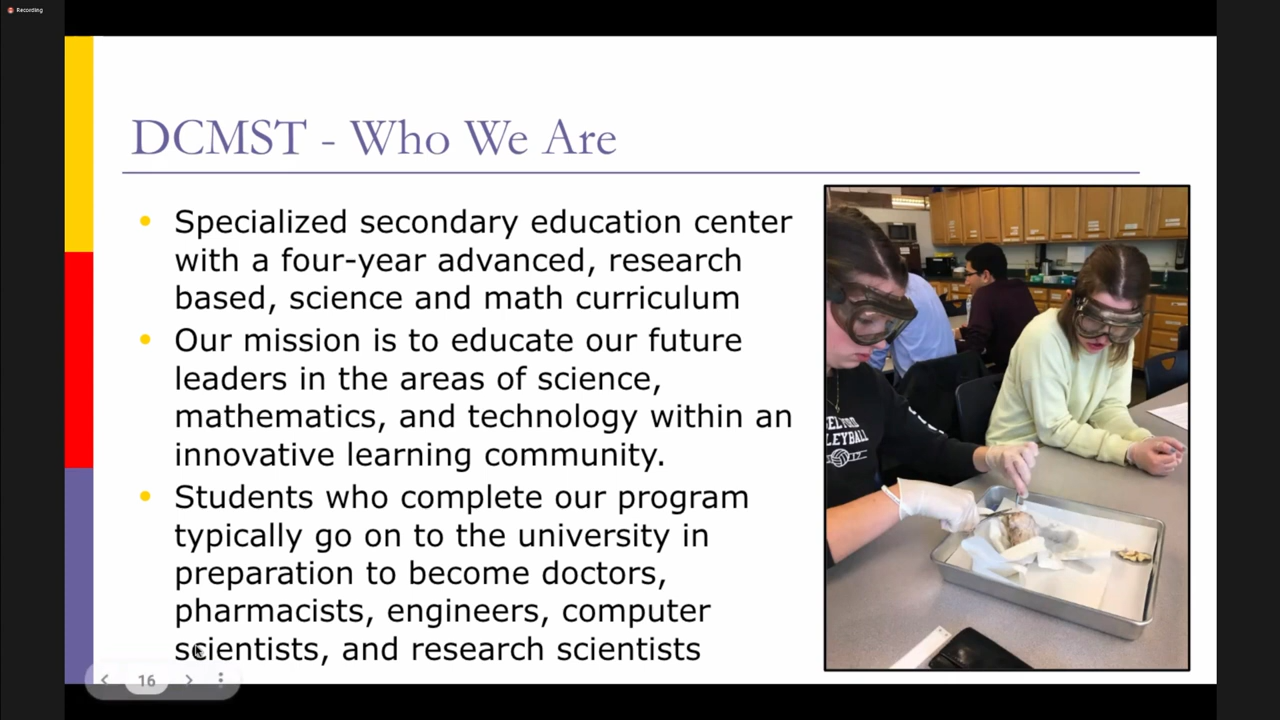 Recording
DCMST - Who We Are
Specialized secondary education center
with a four-year advanced, research
based, science and math curriculum
Our mission is to educate our future
leaders in the areas of science,
mathematics, and technology within an
innovative learning community.
Students who complete our program
typically go on to the university in
preparation to become doctors,
pharmacists, engineers, computer
scientists, and research scientists
16